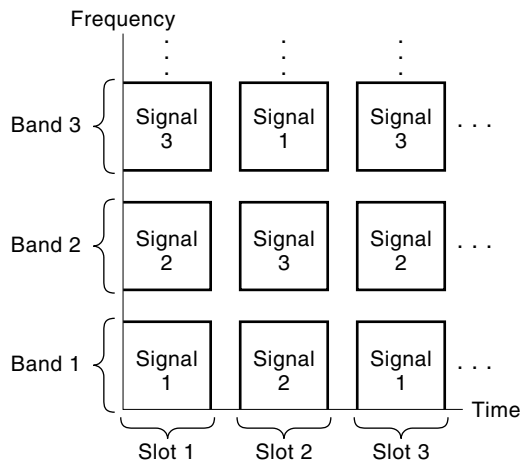 Frequency
. . .
. . .
. . .
Band 3
Signal
3
Signal
1
Signal
3
. . .
Band 2
Signal
2
Signal
3
Signal
2
. . .
Band 1
Signal
1
Signal
2
Signal
1
. . .
Time
Slot 1
Slot 2
Slot 3